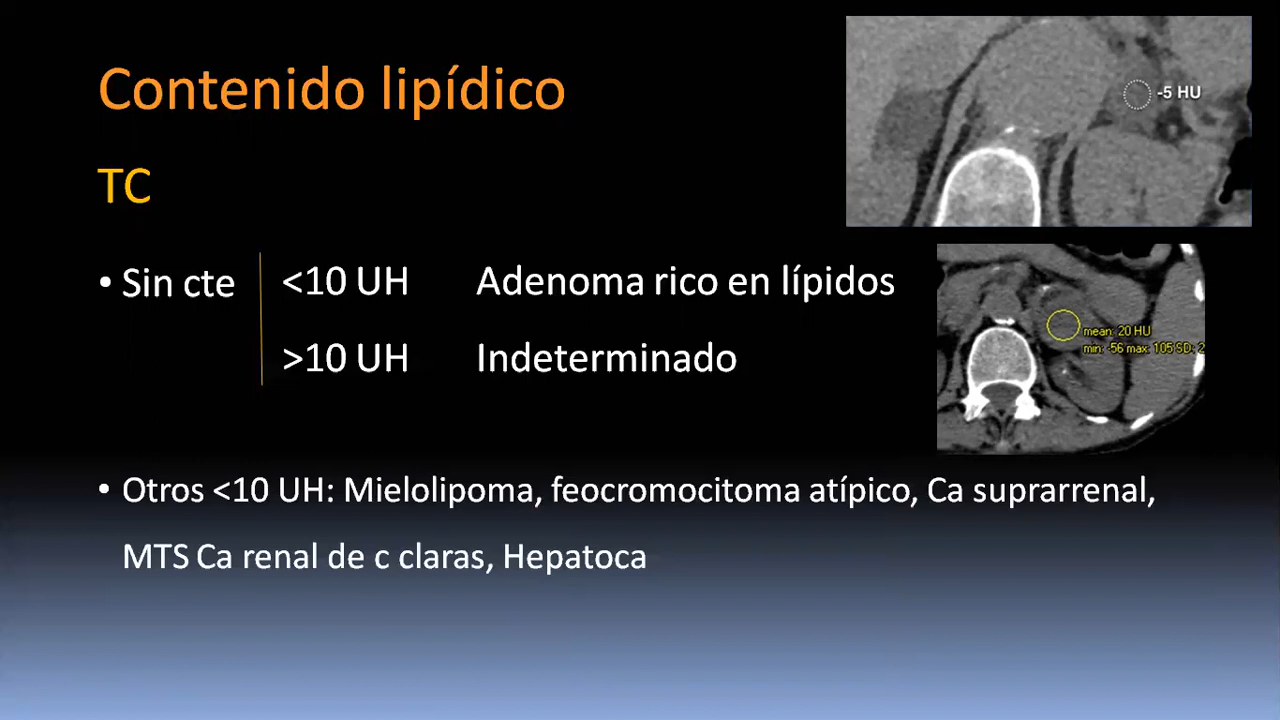 Contenido lipídico
-5 HU
TC
• Sin cte <10 UH Adenoma rico en lípidos
>10 UH Indeterminado
mean: 20 HU
min: -56 max: 105 SD: 2
• Otros <10 UH: Mielolipoma, feocromocitoma atípico, Ca suprarrenal,
MTS Ca renal de c claras, Hepatoca